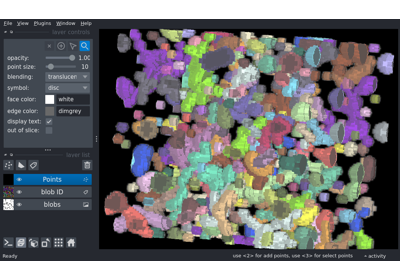 File View Plugins Window Help
layer controls
opacity: 1.00
point size: 10
blending: translucen
symbol: disc
face color: white
edge color: dimgrey
display text:
out of slice:
layer list
Points
blob ID
blobs
Ready use <2> for add points, use <3> for select points activity